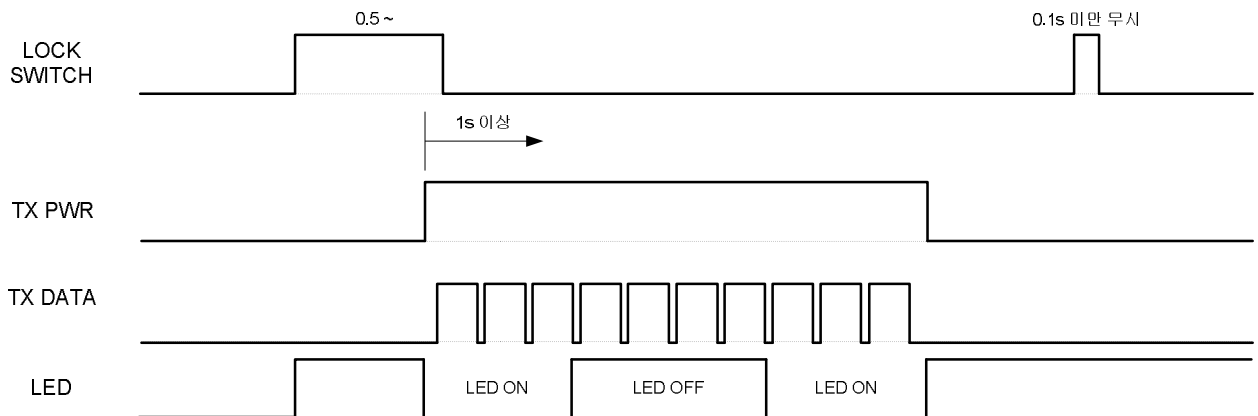 0.5 ~
0.1s 미만 무시
LOCK
SWITCH
1s 이상
TX PWR
TX DATA
LED
LED ON
LED OFF
LED ON